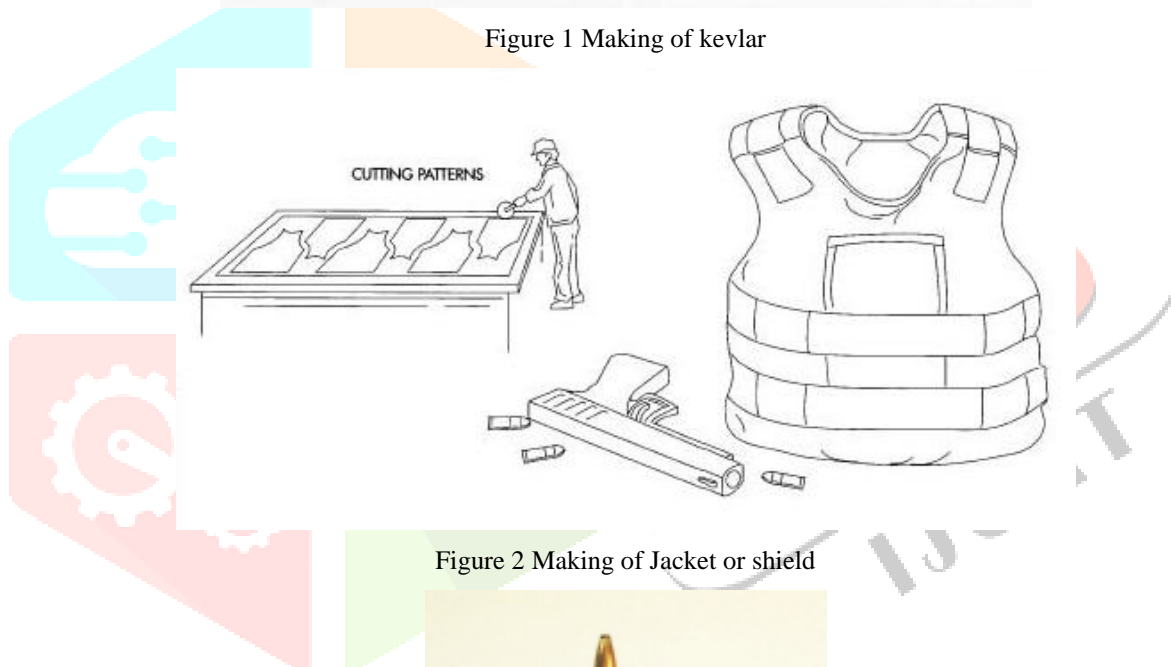 Figure 1 Making of kevlar
CUTTING PATTERNS
Figure 2 Making of Jacket or shield